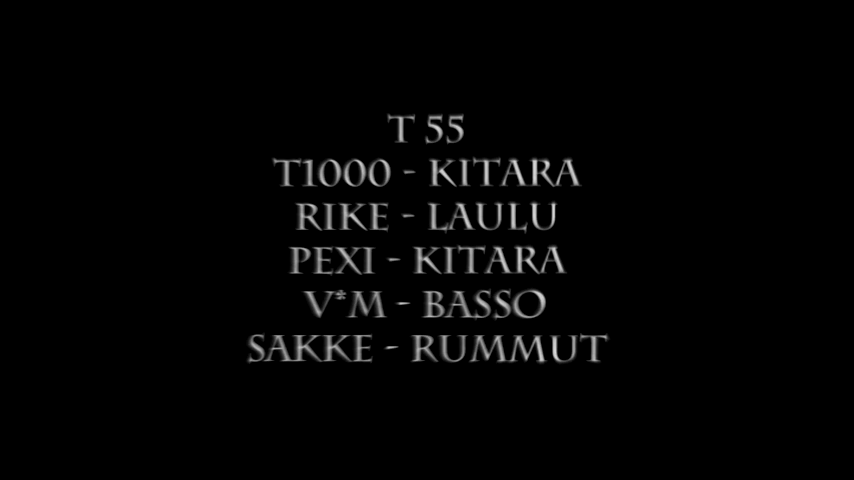 T 55
T1000 - KITARA
RIKE - LAULU
PEXI - KITARA
V*M - BASSO
SAKKE - RUMMUT